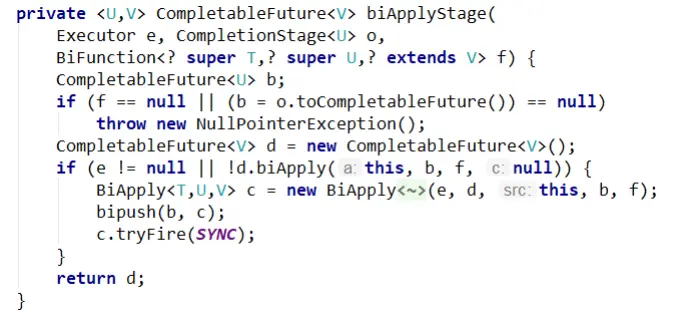 private <U,V> CompletableFuture<V> biApplyStage(
    Executor e, CompletionStage<U> o,
    BiFunction<? super T,? super U,? extends V> f) {
    CompletableFuture<U> b;
    if (f == null || (b = o.toCompletableFuture()) == null)
        throw new NullPointerException();
    CompletableFuture<V> d = new CompletableFuture<V>();
    if (e != null || !d.biApply( a: this, b, f, c: null)) {
        BiApply<T,U,V> c = new BiApply<~>(e, d, src: this, b, f);
        bipush(b, c);
        c.tryFire(SYNC);
    }
    return d;
}